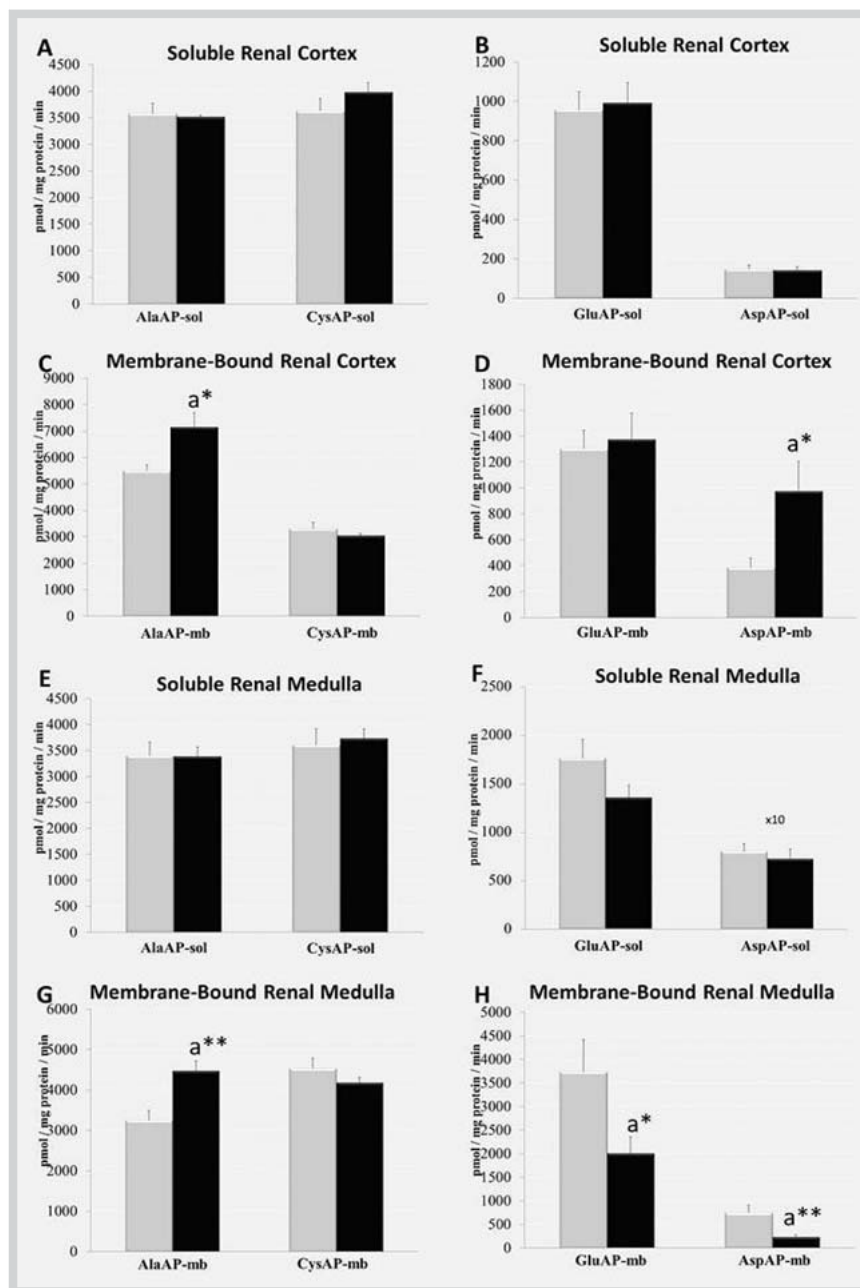 A
Soluble Renal Cortex
pmol / mg protein / min
4500
4000
3500
3000
2500
2000
1500
1000
500
0
AlaAP-sol CysAP-sol
B
Soluble Renal Cortex
pmol / mg protein / min
1200
1000
800
600
400
200
0
GluAP-sol AspAP-sol
C
Membrane-Bound Renal Cortex
pmol / mg protein / min
9000
8000
7000
6000
5000
4000
3000
2000
1000
0
a*
AlaAP-mb CysAP-mb
D
Membrane-Bound Renal Cortex
pmol / mg protein / min
1800
1600
1400
1200
1000
800
600
400
200
0
a*
GluAP-mb AspAP-mb
E
Soluble Renal Medulla
pmol / mg protein / min
4500
4000
3500
3000
2500
2000
1500
1000
500
0
AlaAP-sol CysAP-sol
F
Soluble Renal Medulla
pmol / mg protein / min
2500
2000
1500
1000
500
0
x10
GluAP-sol AspAP-sol
G
Membrane-Bound Renal Medulla
pmol / mg protein / min
6000
5000
4000
3000
2000
1000
0
a**
AlaAP-mb CysAP-mb
H
Membrane-Bound Renal Medulla
pmol / mg protein / min
5000
4500
4000
3500
3000
2500
2000
1500
1000
500
0
a*
a**
GluAP-mb AspAP-mb